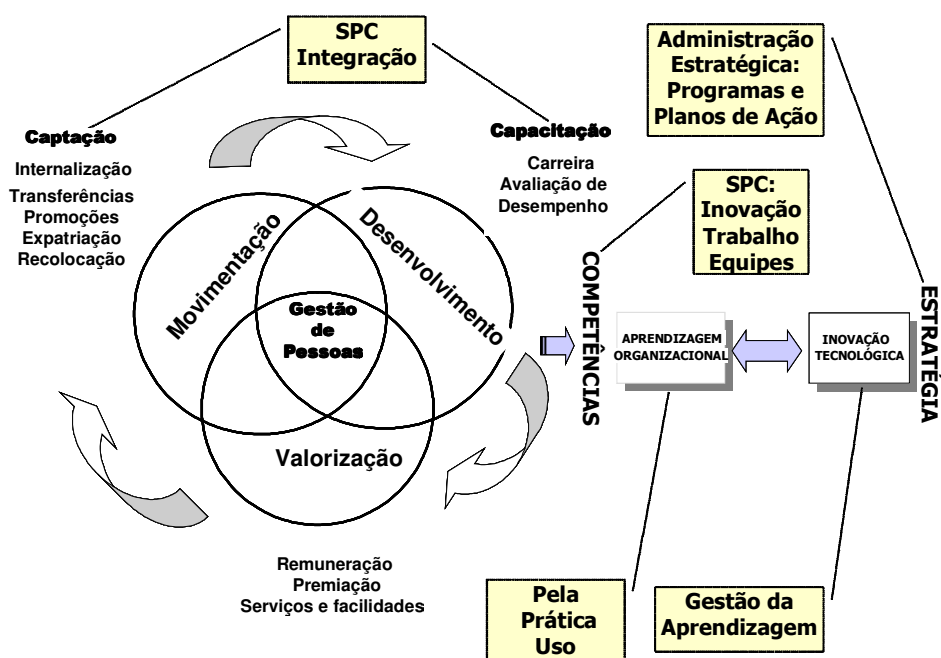 SPC
Integração
Administração
Estratégica:
Programas e
Planos de Ação
Captação
Internalização
Transferências
Promoções
Expatriação
Recolocação
Capacitação
Carreira
Avaliação de
Desempenho
SPC:
Inovação
Trabalho
Equipes
Movimentação
Desenvolvimento
Gestão
de
Pessoas
Valorização
COMPETÊNCIAS
APRENDIZAGEM
ORGANIZACIONAL
INOVAÇÃO
TECNOLÓGICA
ESTRATÉGIA
Remuneração
Premiação
Serviços e facilidades
Pela
Prática
Uso
Gestão da
Aprendizagem